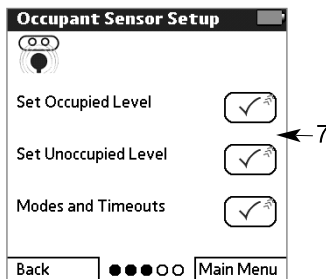 Occupant Sensor Setup
Set Occupied Level
7
Set Unoccupied Level
Modes and Timeouts
Back
Main Menu